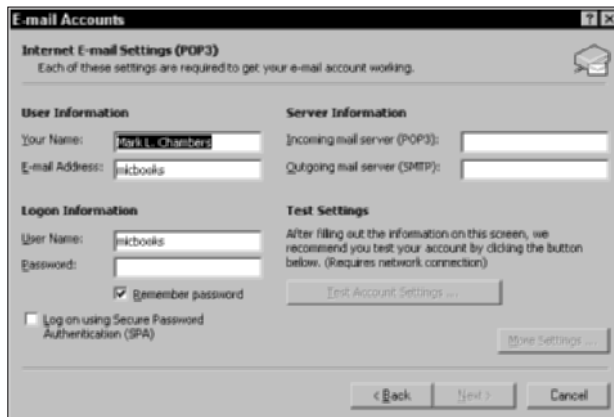 E-mail Accounts
Internet E-mail Settings (POP3)
Each of these settings are required to get your e-mail account working.
User Information
Your Name: Mark L. Chambers
E-mail Address: micbooks
Logon Information
User Name: micbooks
Password:
Remember password
Log on using Secure Password
Authentication (SPA)
Server Information
Incoming mail server (POP3):
Outgoing mail server (SMTP):
Test Settings
After filling out the information on this screen, we
recommend you test your account by clicking the button
below. (Requires network connection)
Test Account Settings ...
More Settings ...
< Back
Next >
Cancel